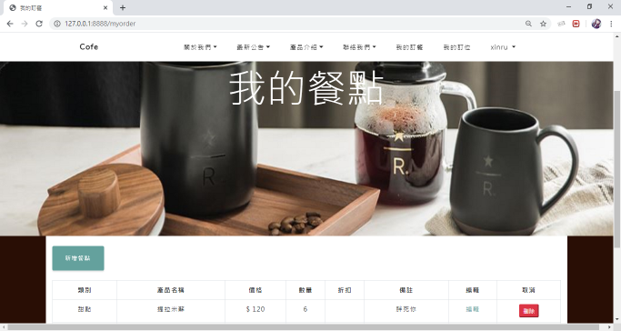 我的訂餐
127.0.0.1:8888/myorder
Cofe 關於我們 最新公告 產品介紹 聯絡我們 我的訂餐 我的訂位 xinru
我的餐點
R.
R.
R.
新增餐點
類別 產品名稱 價格 數量 折扣 備註 編輯 取消
甜點 提拉米蘇 $ 120 6 胖死你 編輯 刪除